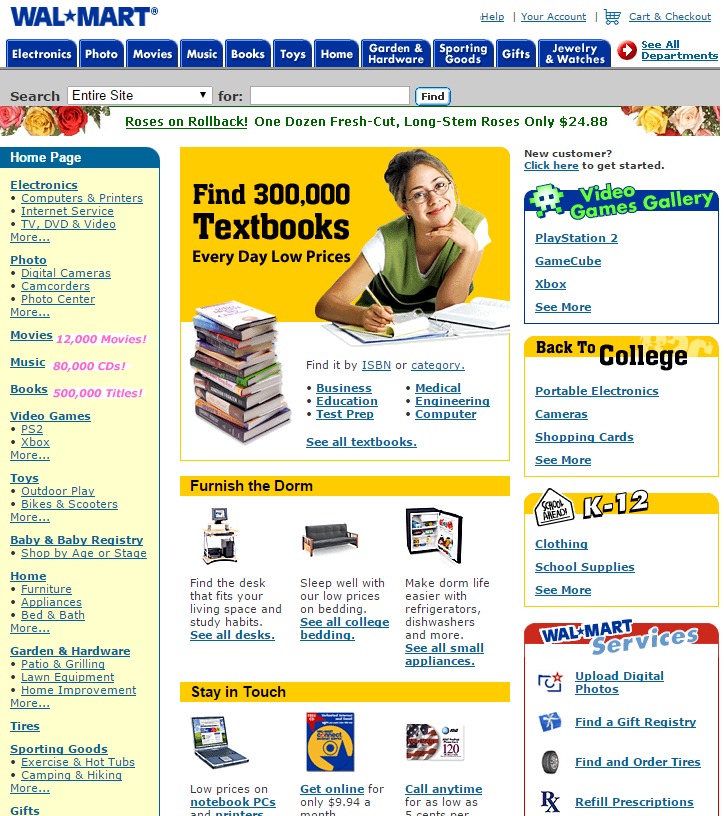 WAL★MART®
Help | Your Account | Cart & Checkout
Electronics Photo Movies Music Books Toys Home Garden & Hardware Sporting Goods Gifts Jewelry & Watches See All Departments
Search Entire Site for: Find
Roses on Rollback! One Dozen Fresh-Cut, Long-Stem Roses Only $24.88
Home Page
Electronics
• Computers & Printers
• Internet Service
• TV, DVD & Video
More...
Photo
• Digital Cameras
• Camcorders
• Photo Center
More...
Movies 12,000 Movies!
Music 80,000 CDs!
Books 500,000 Titles!
Video Games
• PS2
• Xbox
More...
Toys
• Outdoor Play
• Bikes & Scooters
More...
Baby & Baby Registry
• Shop by Age or Stage
Home
• Furniture
• Appliances
• Bed & Bath
More...
Garden & Hardware
• Patio & Grilling
• Lawn Equipment
• Home Improvement
More...
Tires
Sporting Goods
• Exercise & Hot Tubs
• Camping & Hiking
More...
Gifts
Find 300,000
Textbooks
Every Day Low Prices
Find it by ISBN or category.
• Business
• Education
• Test Prep
• Medical
• Engineering
• Computer
See all textbooks.
Furnish the Dorm
Find the desk
that fits your
living space and
study habits.
See all desks.
Sleep well with
our low prices
on bedding.
See all college
bedding.
Make dorm life
easier with
refrigerators,
dishwashers
and more.
See all small
appliances.
Stay in Touch
Low prices on
notebook PCs
and printers.
connect
Get online for
only $9.94 a
month.
120
Call anytime
for as low as
5 cents per
New customer?
Click here to get started.
Video
Games Gallery
PlayStation 2
GameCube
Xbox
See More
Back To College
Portable Electronics
Cameras
Shopping Cards
See More
SCHOOL
AHEAD!
K-12
Clothing
School Supplies
See More
WAL★MART
Services
Upload Digital
Photos
Find a Gift Registry
Find and Order Tires
Rx
Refill Prescriptions